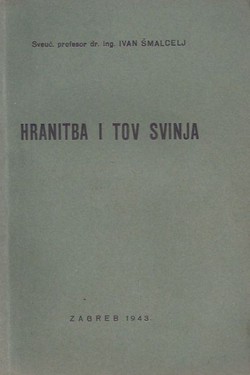 Sveuč. profesor dr. ing. IVAN ŠMALCELJ
HRANITBA I TOV SVINJA
ZAGREB 1943.